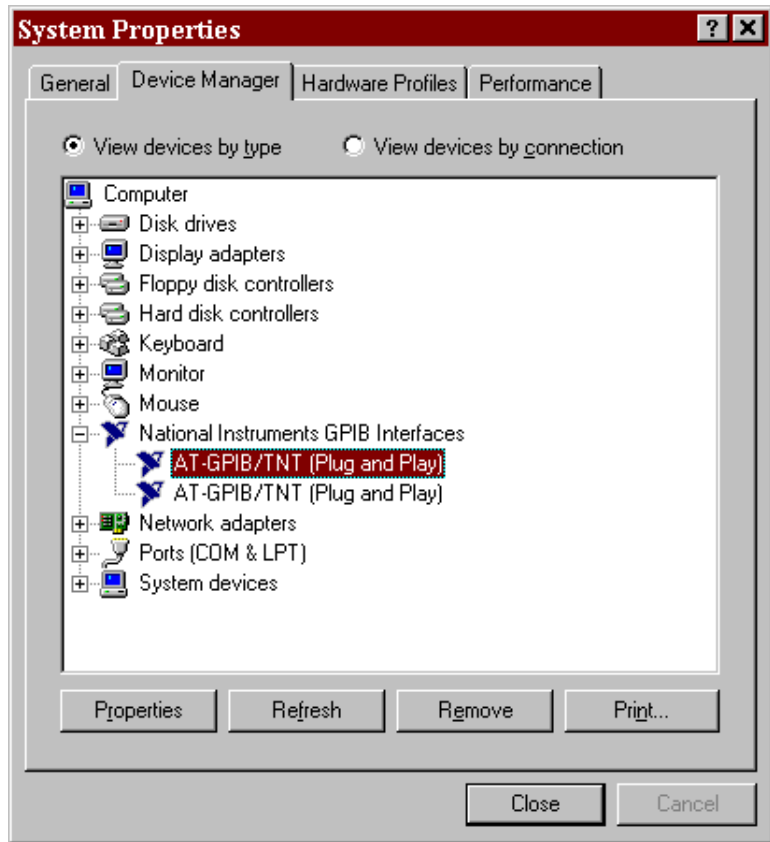 System Properties
General Device Manager Hardware Profiles Performance
View devices by type View devices by connection
Computer
Disk drives
Display adapters
Floppy disk controllers
Hard disk controllers
Keyboard
Monitor
Mouse
National Instruments GPIB Interfaces
AT-GPIB/TNT (Plug and Play)
AT-GPIB/TNT (Plug and Play)
Network adapters
Ports (COM & LPT)
System devices
Properties Refresh Remove Print...
Close Cancel